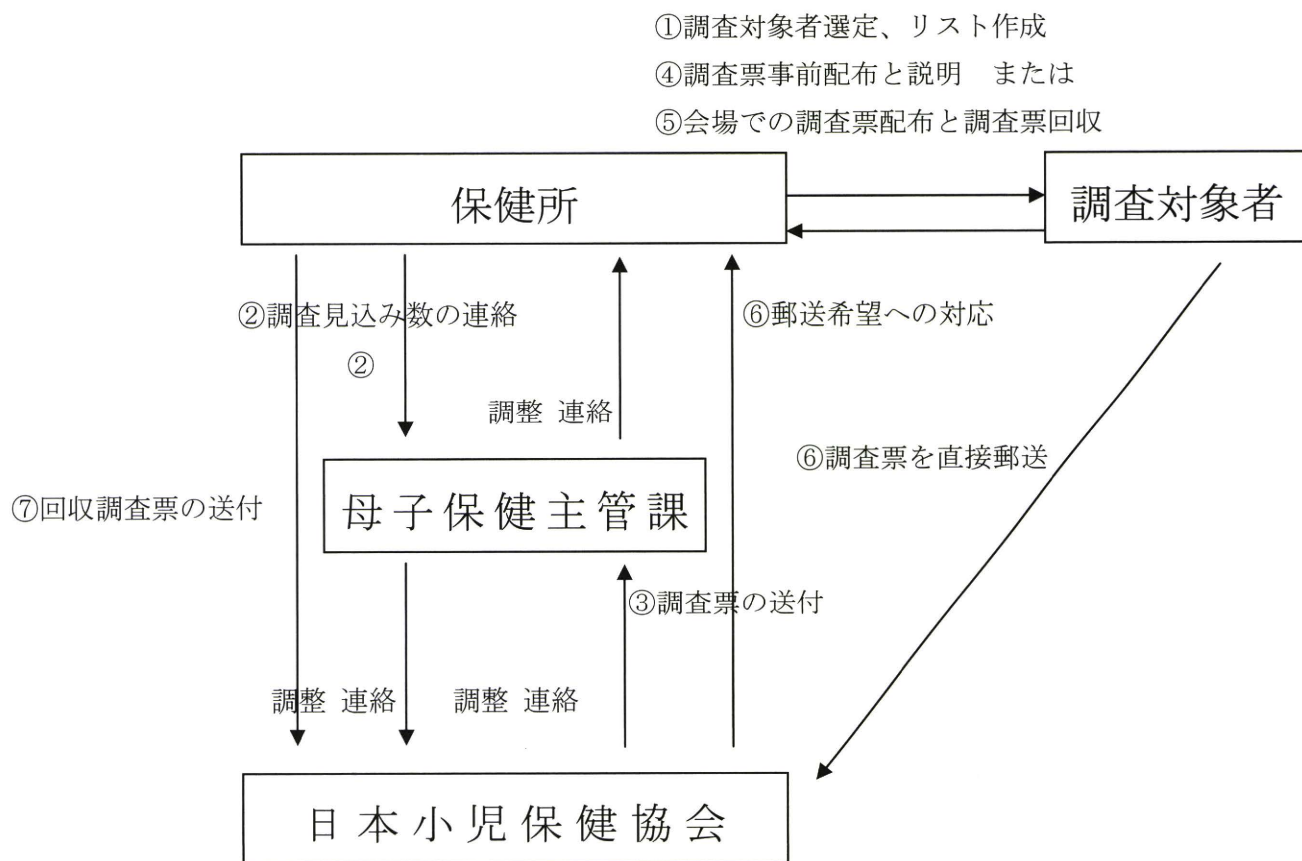 ①調査対象者選定、リスト作成
④調査票事前配布と説明　または
⑤会場での調査票配布と調査票回収
保健所
調査対象者
②調査見込み数の連絡
⑥郵送希望への対応
②
調整 連絡
⑥調査票を直接郵送
⑦回収調査票の送付
母子保健主管課
③調査票の送付
調整 連絡
調整 連絡
日本小児保健協会